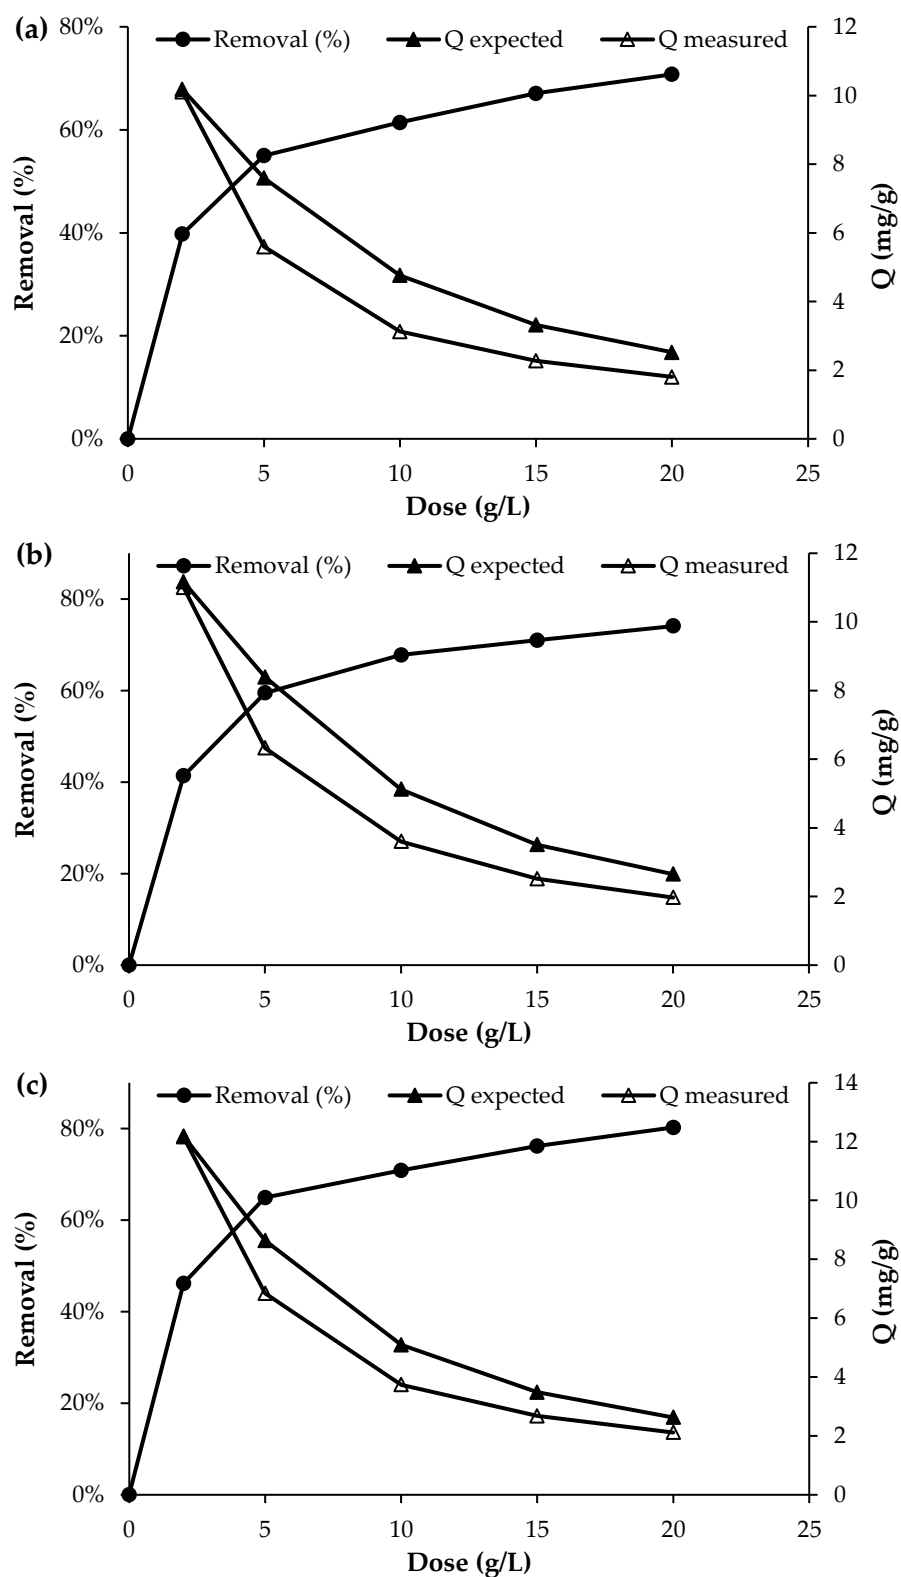 (a)
Removal (%) Q expected Q measured
80% 12
10
60%
8
40% 6
4
20%
2
0% 0
Removal (%)
Q (mg/g)
0 5 10 15 20 25
Dose (g/L)
(b)
Removal (%) Q expected Q measured
12
80%
10
60% 8
6
40%
4
20%
2
0% 0
Removal (%)
Q (mg/g)
0 5 10 15 20 25
Dose (g/L)
(c)
Removal (%) Q expected Q measured
14
80% 12
10
60%
8
40% 6
4
20%
2
0% 0
Removal (%)
Q (mg/g)
0 5 10 15 20 25
Dose (g/L)